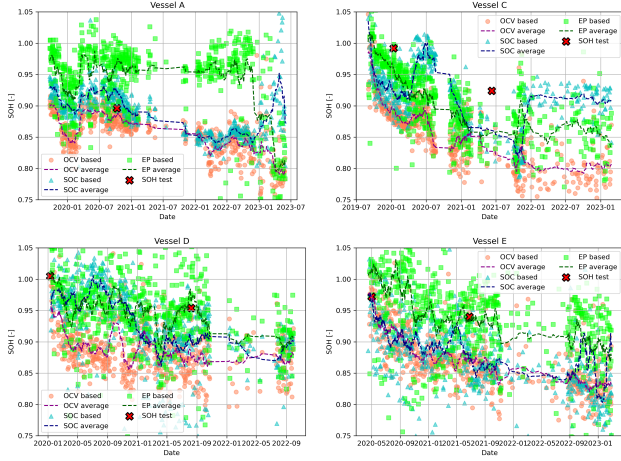 Vessel A
SOH [-]
1.05
1.00
0.95
0.90
0.85
0.80
0.75
OCV based
OCV average
SOC based
SOC average
EP based
EP average
SOH test
2020-01
2020-07
2021-01
2021-07
2022-01
2022-07
2023-01
2023-07
Date
Vessel C
SOH [-]
1.05
1.00
0.95
0.90
0.85
0.80
0.75
OCV based
OCV average
SOC based
SOC average
EP based
EP average
SOH test
2019-07
2020-01
2020-07
2021-01
2021-07
2022-01
2022-07
2023-01
Date
Vessel D
SOH [-]
1.05
1.00
0.95
0.90
0.85
0.80
0.75
OCV based
OCV average
SOC based
SOC average
EP based
EP average
SOH test
2020-01
2020-05
2020-09
2021-01
2021-05
2021-09
2022-01
2022-05
2022-09
Date
Vessel E
SOH [-]
1.05
1.00
0.95
0.90
0.85
0.80
0.75
OCV based
OCV average
SOC based
SOC average
EP based
EP average
SOH test
2020-05
2020-09
2021-01
2021-05
2021-09
2022-01
2022-05
2022-09
2023-01
Date